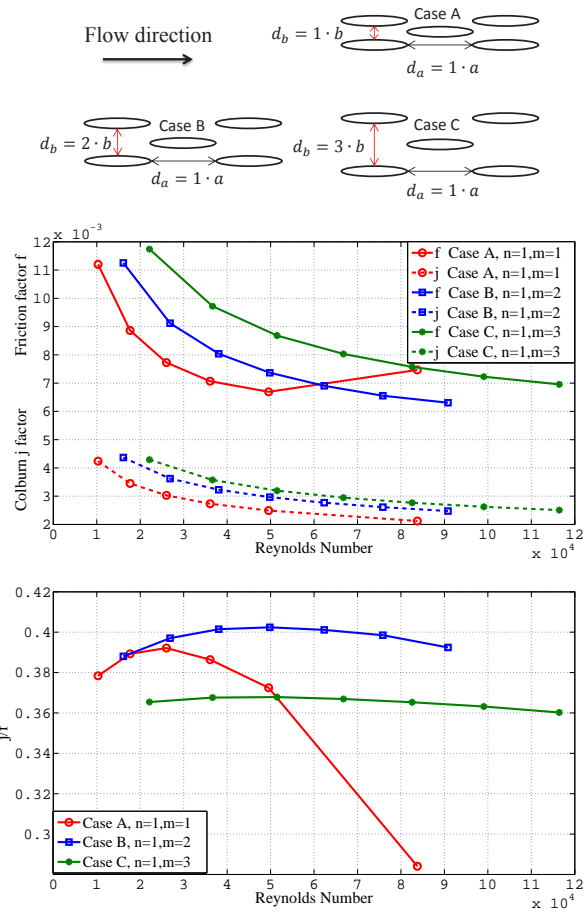 Flow direction
d_b = 1 · b
Case A
d_a = 1 · a
d_b = 2 · b
Case B
d_a = 1 · a
d_b = 3 · b
Case C
d_a = 1 · a
x 10^-3
Friction factor f
Colburn j factor
12
11
10
9
8
7
6
5
4
3
2
f Case A, n=1,m=1
j Case A, n=1,m=1
f Case B, n=1,m=2
j Case B, n=1,m=2
f Case C, n=1,m=3
j Case C, n=1,m=3
0 1 2 3 4 5 6 7 8 9 10 11 12
Reynolds Number
x 10^4
j/f
0.42
0.4
0.38
0.36
0.34
0.32
0.3
Case A, n=1,m=1
Case B, n=1,m=2
Case C, n=1,m=3
0 1 2 3 4 5 6 7 8 9 10 11 12
Reynolds Number
x 10^4